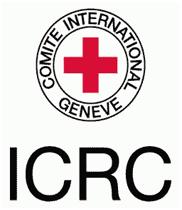 COMITE INTERNATIONAL
GENEVE
ICRC